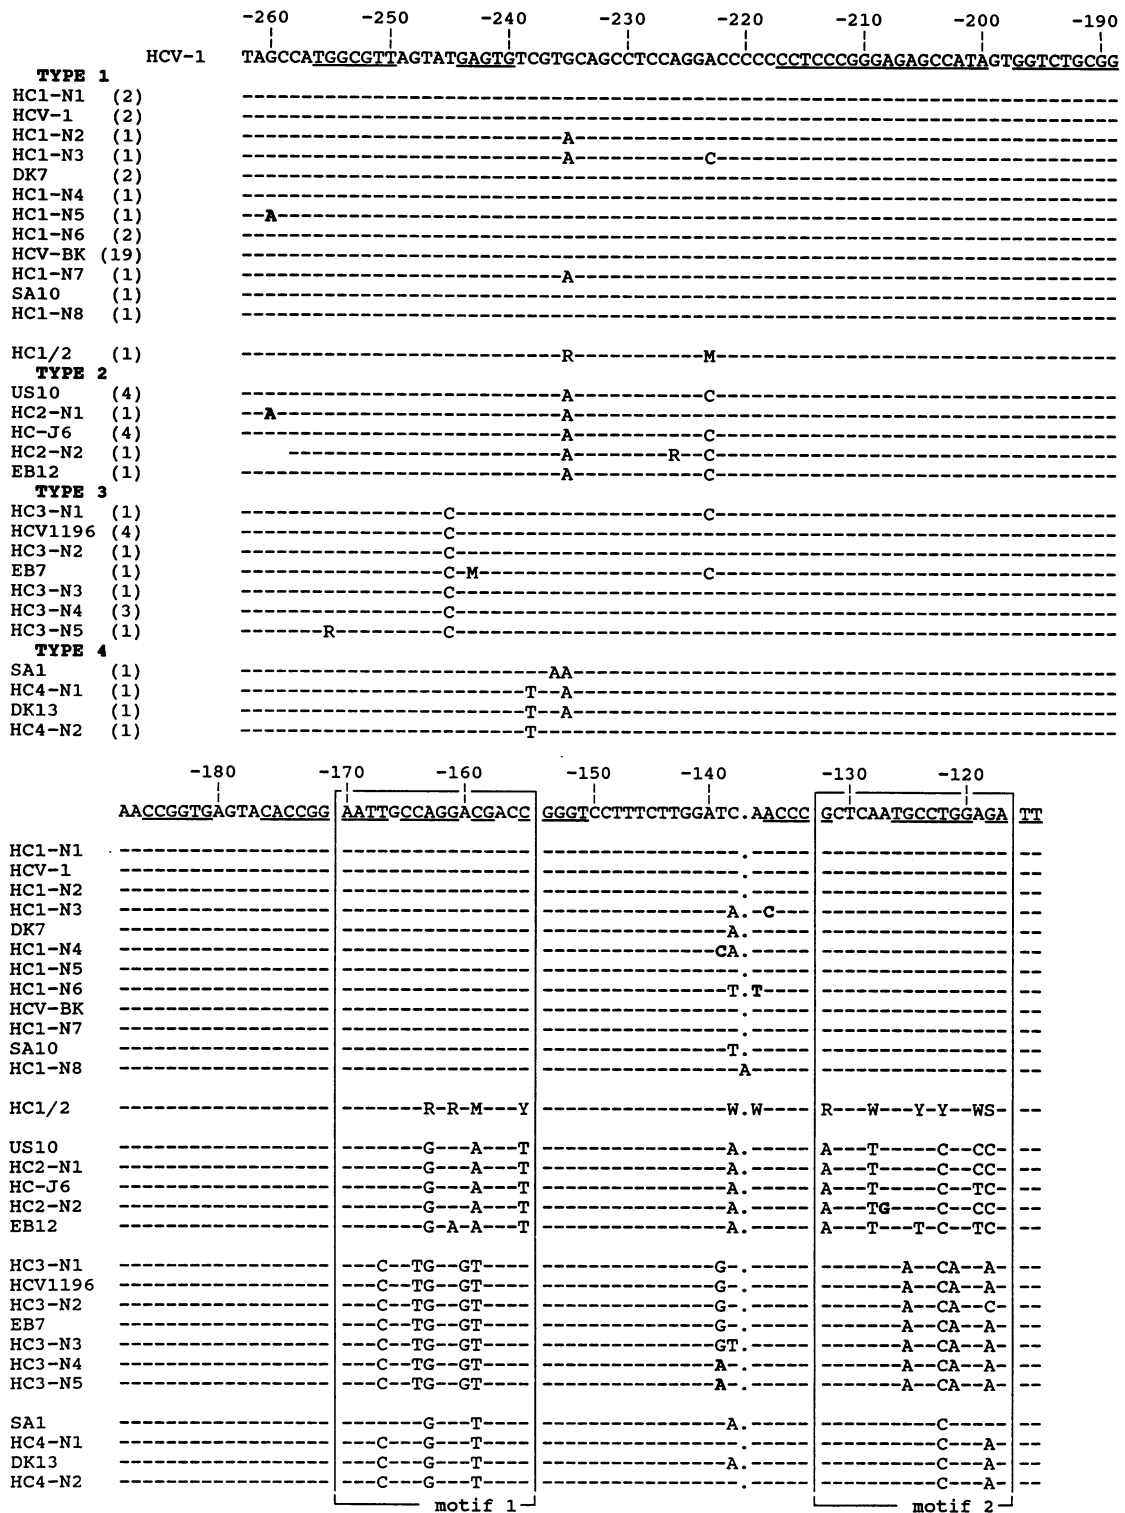 -260 -250 -240 -230 -220 -210 -200 -190
HCV-1 TAGCCATGGCGTTAGTATGAGTGTCGTGCAGCCTCCAGGACCCCCCCTCCCGGGAGAGCCATAGTGGTCTGCGG
TYPE 1
HC1-N1 (2) --------------------------------------------------------------------------
HCV-1 (2) --------------------------------------------------------------------------
HC1-N2 (1) ---------------------------A----------------------------------------------
HC1-N3 (1) ---------------------------A-----------C----------------------------------
DK7 (2) --------------------------------------------------------------------------
HC1-N4 (1) --------------------------------------------------------------------------
HC1-N5 (1) --A-----------------------------------------------------------------------
HC1-N6 (2) --------------------------------------------------------------------------
HCV-BK (19) --------------------------------------------------------------------------
HC1-N7 (1) ---------------------------A----------------------------------------------
SA10 (1) --------------------------------------------------------------------------
HC1-N8 (1) --------------------------------------------------------------------------
HC1/2 (1) ---------------------------R-----------M----------------------------------
TYPE 2
US10 (4) ---------------------------A-----------C----------------------------------
HC2-N1 (1) --A------------------------A----------------------------------------------
HC-J6 (4) ---------------------------A-----------C----------------------------------
HC2-N2 (1) -----------------------A--------R--C----------------------------------
EB12 (1) ---------------------------A-----------C----------------------------------
TYPE 3
HC3-N1 (1) -----------------C---------------------C----------------------------------
HCV1196 (4) -----------------C--------------------------------------------------------
HC3-N2 (1) -----------------C--------------------------------------------------------
EB7 (1) -----------------C-M-------------------C----------------------------------
HC3-N3 (1) -----------------C--------------------------------------------------------
HC3-N4 (3) -----------------C--------------------------------------------------------
HC3-N5 (1) -------R---------C--------------------------------------------------------
TYPE 4
SA1 (1) --------------------------AA----------------------------------------------
HC4-N1 (1) ------------------------T--A----------------------------------------------
DK13 (1) ------------------------T--A----------------------------------------------
HC4-N2 (1) ------------------------T-------------------------------------------------
-180 -170 -160 -150 -140 -130 -120
AACCGGTGAGTACACCGG AATTGCCAGGACGACC GGGTCCTTTCTTGGATC.AACCC GCTCAATGCCTGGAGA TT
HC1-N1 ------------------ ---------------- -----------------.----- ---------------- --
HCV-1 ------------------ ---------------- -----------------.----- ---------------- --
HC1-N2 ------------------ ---------------- -----------------.----- ---------------- --
HC1-N3 ------------------ ---------------- ----------------A.-C--- ---------------- --
DK7 ------------------ ---------------- ----------------A.----- ---------------- --
HC1-N4 ------------------ ---------------- ---------------CA.----- ---------------- --
HC1-N5 ------------------ ---------------- -----------------.----- ---------------- --
HC1-N6 ------------------ ---------------- ----------------T.T---- ---------------- --
HCV-BK ------------------ ---------------- -----------------.----- ---------------- --
HC1-N7 ------------------ ---------------- -----------------.----- ---------------- --
SA10 ------------------ ---------------- ----------------T.----- ---------------- --
HC1-N8 ------------------ ---------------- -----------------A----- ---------------- --
HC1/2 ------------------ -------R-R-M---Y ----------------W.W---- R---W---Y-Y--WS- --
US10 ------------------ -------G---A---T ----------------A.----- A---T-----C--CC- --
HC2-N1 ------------------ -------G---A---T ----------------A.----- A---T-----C--CC- --
HC-J6 ------------------ -------G---A---T ----------------A.----- A---T-----C--TC- --
HC2-N2 ------------------ -------G---A---T ----------------A.----- A---TG----C--CC- --
EB12 ------------------ -------G-A-A---T ----------------A.----- A---T---T-C--TC- --
HC3-N1 ------------------ ---C--TG--GT---- ---------------G-.----- -------A--CA--A- --
HCV1196 ------------------ ---C--TG--GT---- ---------------G-.----- -------A--CA--A- --
HC3-N2 ------------------ ---C--TG--GT---- ---------------G-.----- -------A--CA--C- --
EB7 ------------------ ---C--TG--GT---- ---------------G-.----- -------A--CA--A- --
HC3-N3 ------------------ ---C--TG--GT---- ---------------GT.----- -------A--CA--A- --
HC3-N4 ------------------ ---C--TG--GT---- ---------------A-.----- -------A--CA--A- --
HC3-N5 ------------------ ---C--TG--GT---- ---------------A-.----- -------A--CA--A- --
SA1 ------------------ -------G---T---- ----------------A.----- ----------C----- --
HC4-N1 ------------------ ---C---G---T---- -----------------.----- ----------C---A- --
DK13 ------------------ ---C---G---T---- ----------------A.----- ----------C---A- --
HC4-N2 ------------------ ---C---G---T---- -----------------.----- ----------C---A- --
motif 1 motif 2